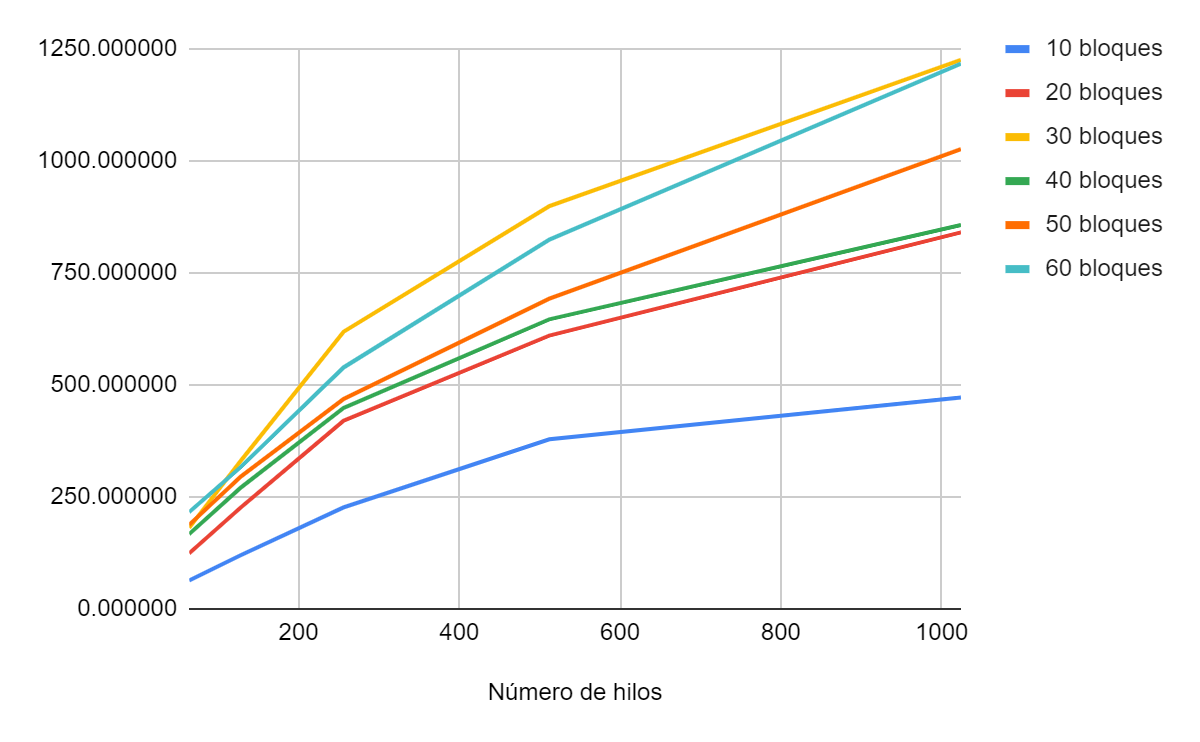 1250.000000
1000.000000
750.000000
500.000000
250.000000
0.000000
200 400 600 800 1000
Número de hilos
10 bloques
20 bloques
30 bloques
40 bloques
50 bloques
60 bloques